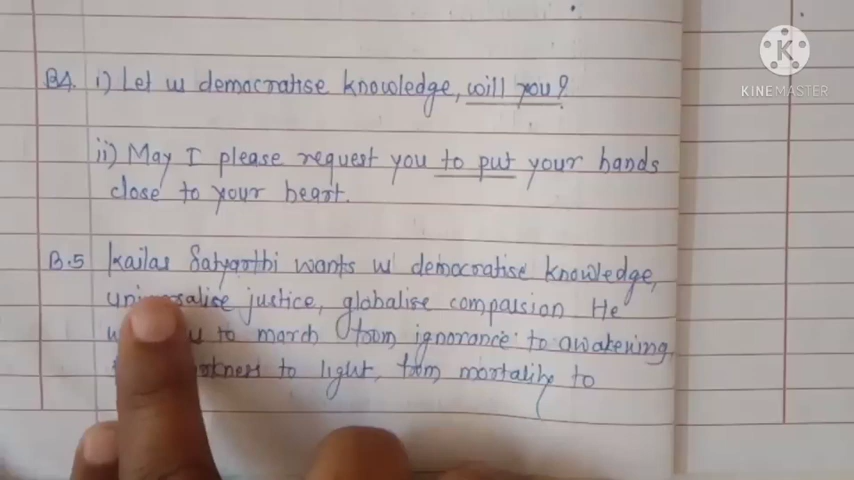 KINEMASTER
B4. i) Let us democratise knowledge, will you?
ii) May I please request you to put your hands
close to your heart.
B.5 Kailas Satyarthi wants us democratise knowledge,
justice, globalise compassion He
to march from ignorance to awakening
to light, from mortality to